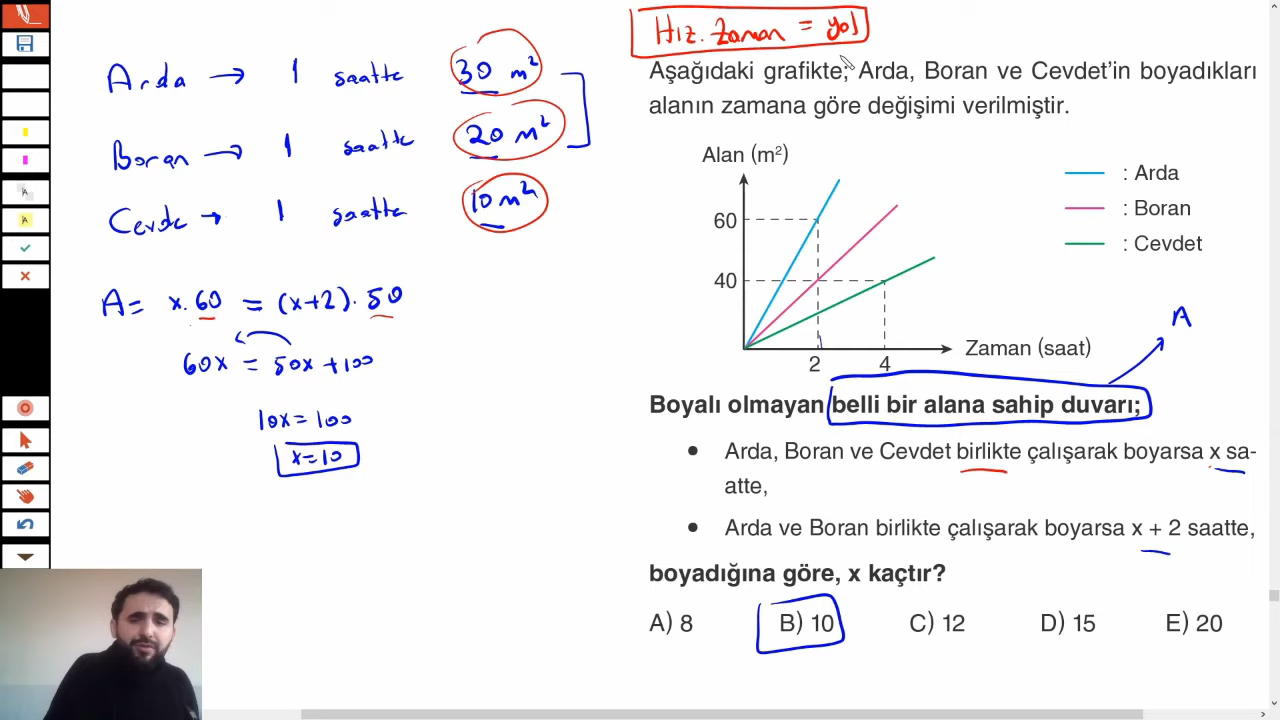 Hız. Zaman = yol
Aşağıdaki grafikte; Arda, Boran ve Cevdet'in boyadıkları
alanın zamana göre değişimi verilmiştir.
Alan (m²)
60
40
2
4
Zaman (saat)
: Arda
: Boran
: Cevdet
A
Boyalı olmayan belli bir alana sahip duvarı;
• Arda, Boran ve Cevdet birlikte çalışarak boyarsa x sa-
atte,
• Arda ve Boran birlikte çalışarak boyarsa x + 2 saatte,
boyadığına göre, x kaçtır?
A) 8 B) 10 C) 12 D) 15 E) 20
Arda → 1 saatte 30 m²
Boran → 1 saatte 20 m²
Cevde → 1 saatte 10 m²
A = x.60 = (x+2).50
60x = 50x + 100
10x = 100
x = 10